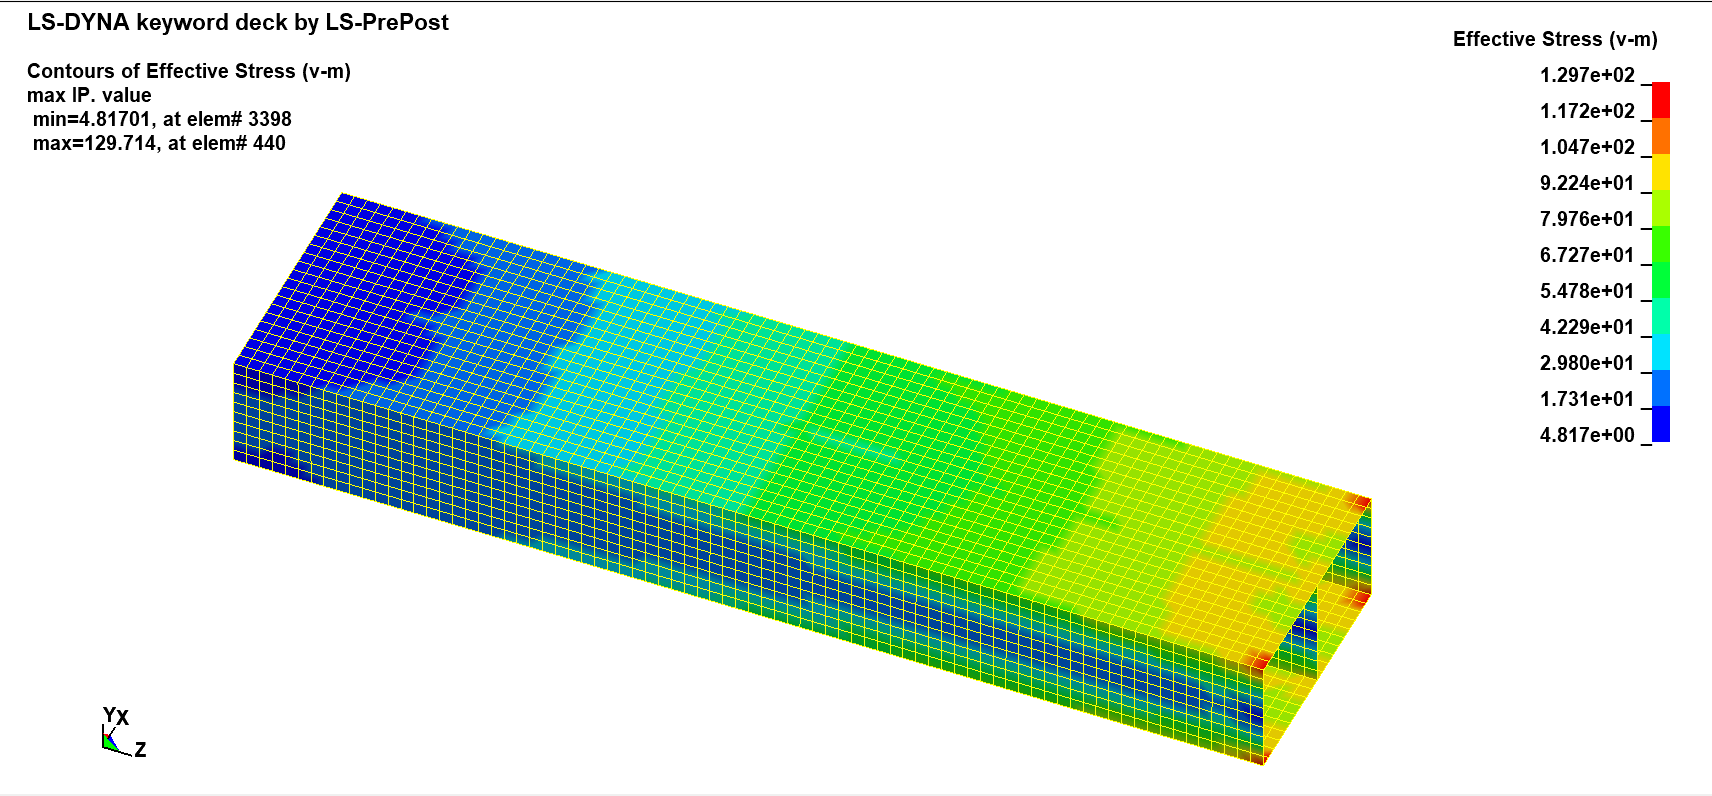 LS-DYNA keyword deck by LS-PrePost
Contours of Effective Stress (v-m)
max IP. value
min=4.81701, at elem# 3398
max=129.714, at elem# 440
Effective Stress (v-m)
1.297e+02
1.172e+02
1.047e+02
9.224e+01
7.976e+01
6.727e+01
5.478e+01
4.229e+01
2.980e+01
1.731e+01
4.817e+00
Y X
Z